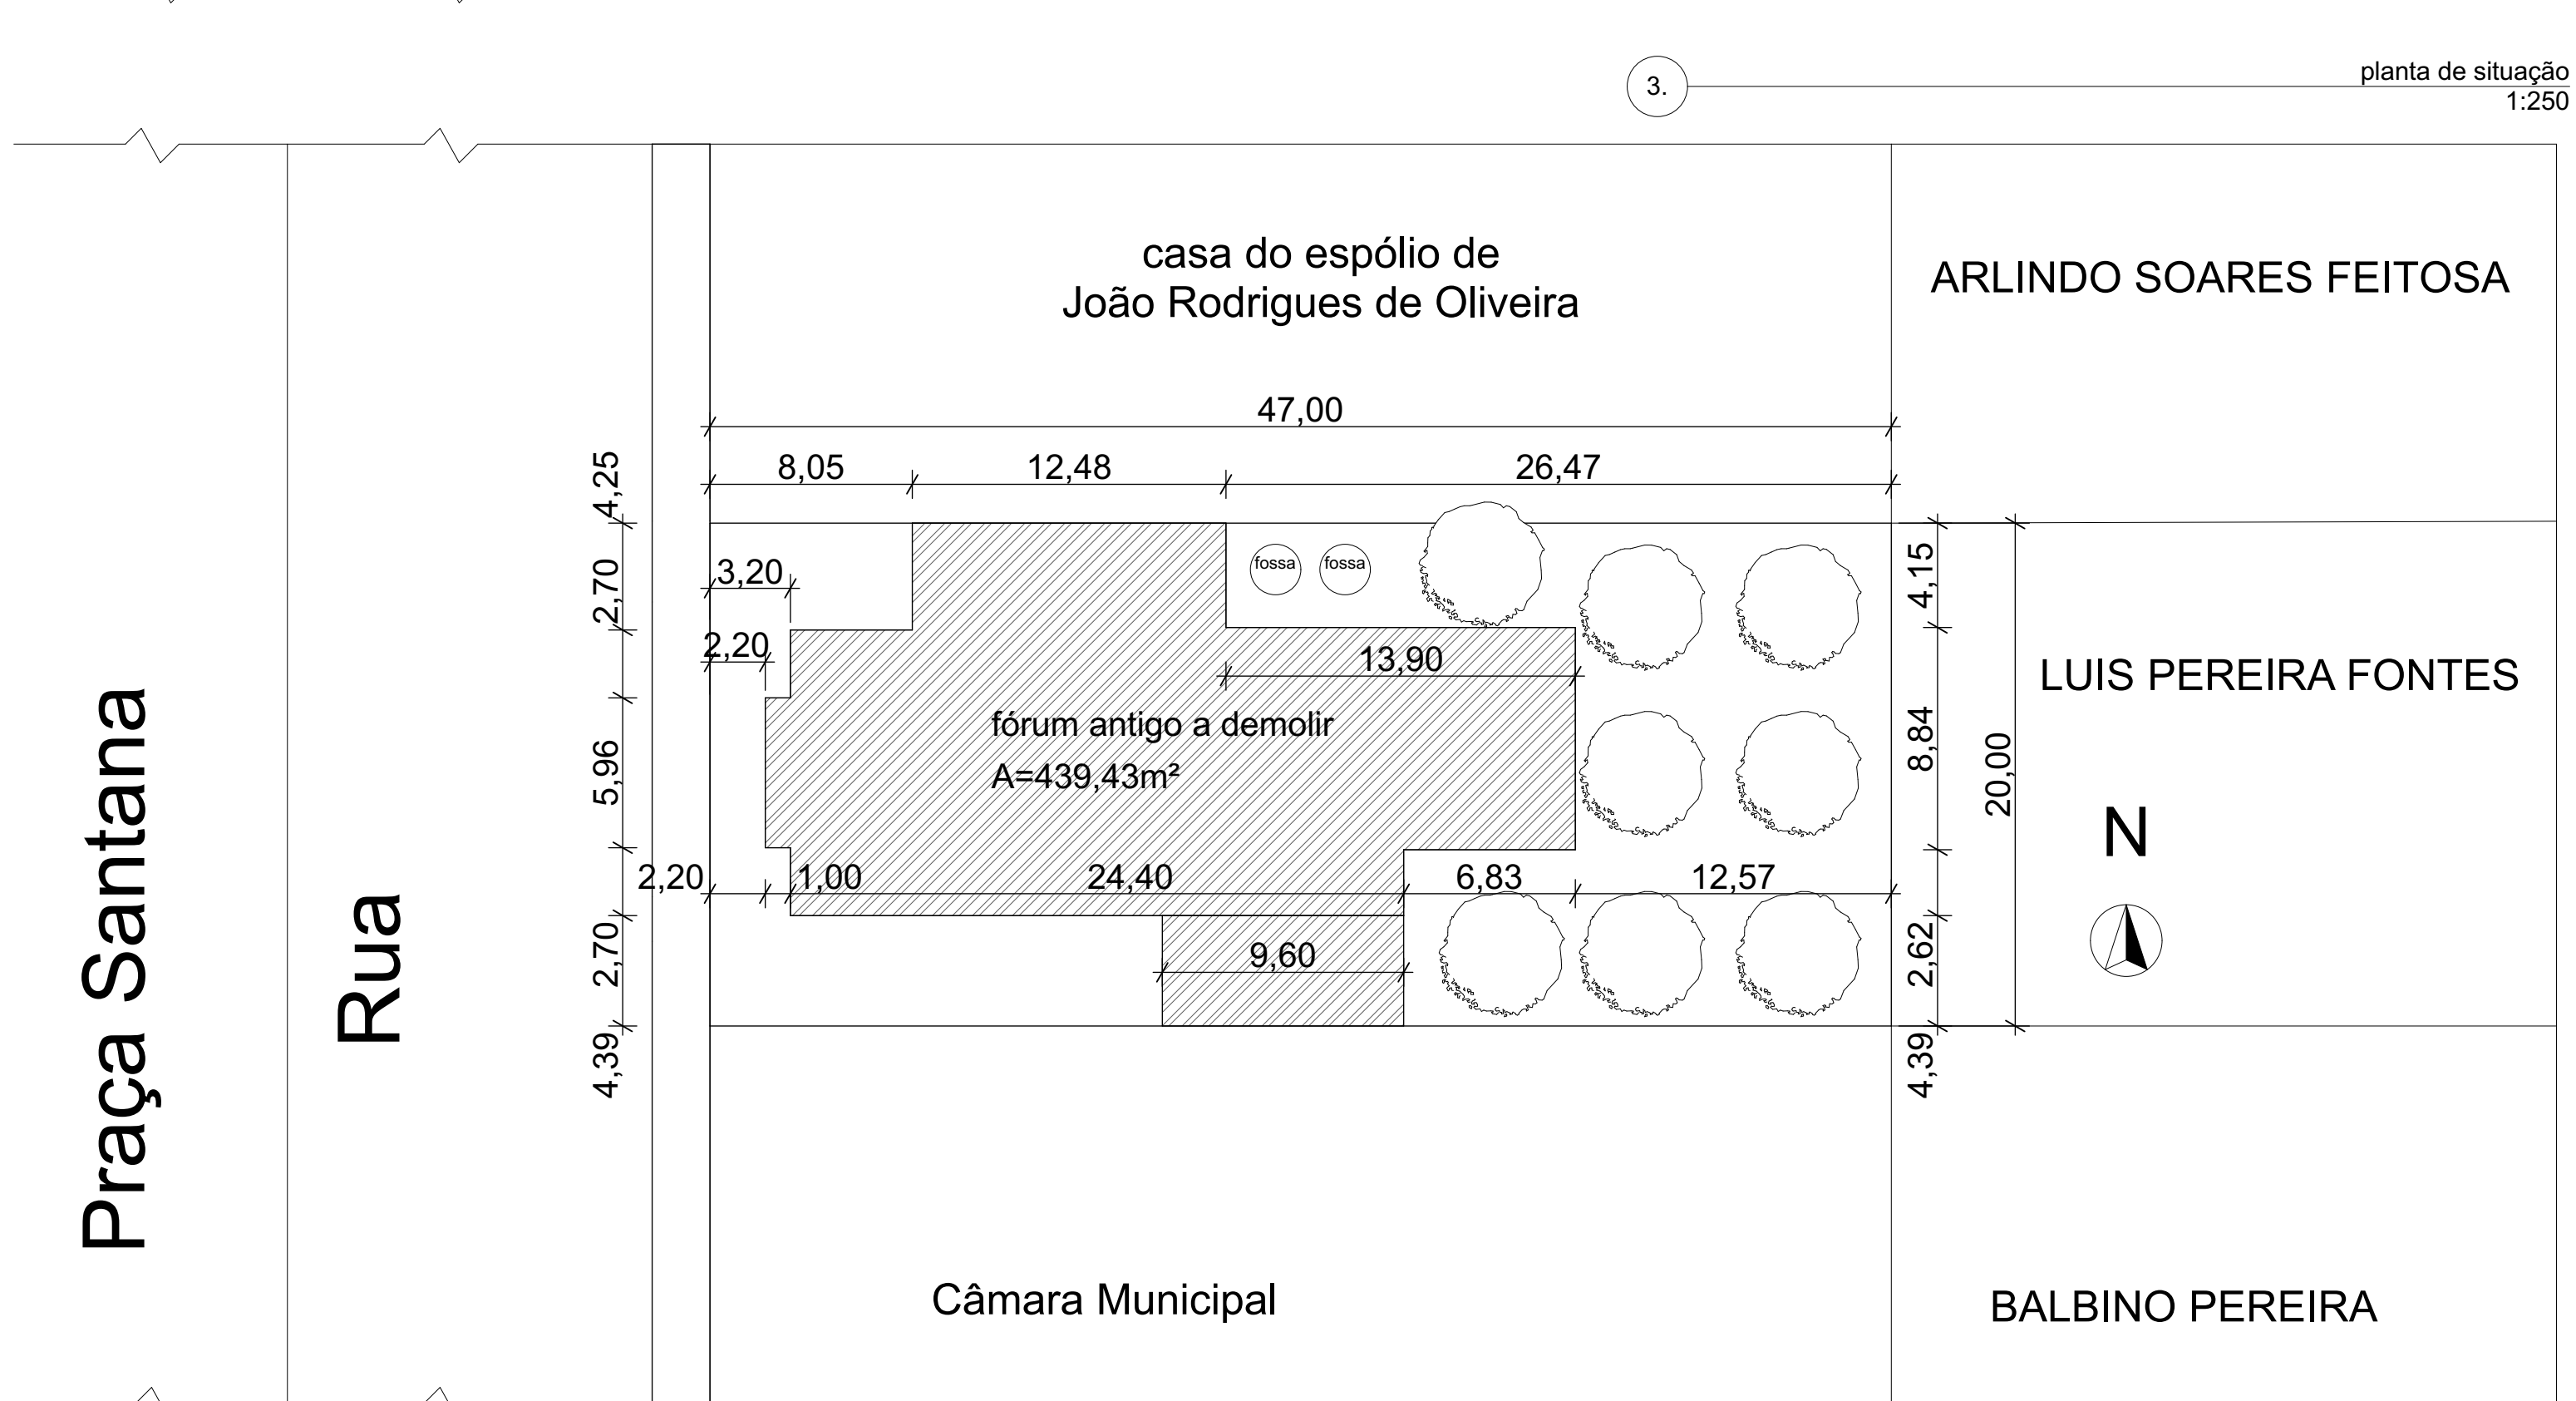 planta de situação
3.
1:250
casa do espólio de
João Rodrigues de Oliveira
ARLINDO SOARES FEITOSA
47,00
8,05
12,48
26,47
4,25
2,70
5,96
2,70
4,39
3,20
2,20
fossa
fossa
13,90
fórum antigo a demolir
A=439,43m²
2,20
1,00
24,40
6,83
12,57
9,60
4,15
8,84
2,62
4,39
20,00
LUIS PEREIRA FONTES
N
Praça Santana
Rua
Câmara Municipal
BALBINO PEREIRA